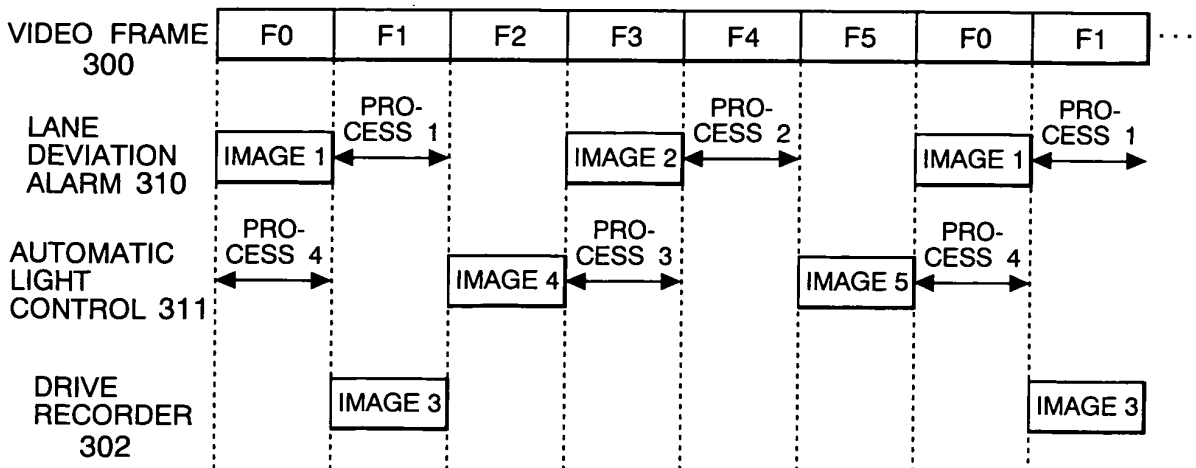 VIDEO FRAME 300 F0 F1 F2 F3 F4 F5 F0 F1 ...
LANE DEVIATION ALARM 310
IMAGE 1
PRO-
CESS 1
IMAGE 2
PRO-
CESS 2
IMAGE 1
PRO-
CESS 1
AUTOMATIC LIGHT CONTROL 311
PRO-
CESS 4
IMAGE 4
PRO-
CESS 3
IMAGE 5
PRO-
CESS 4
DRIVE RECORDER 302
IMAGE 3
IMAGE 3